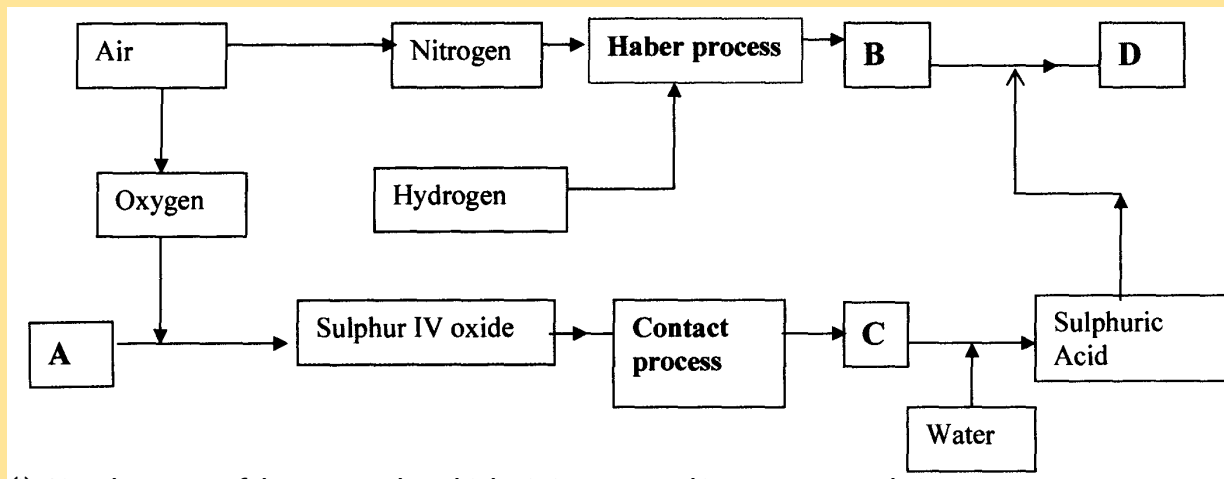 Air
Nitrogen
Haber process
B
D
Oxygen
Hydrogen
A
Sulphur IV oxide
Contact
process
C
Sulphuric
Acid
Water